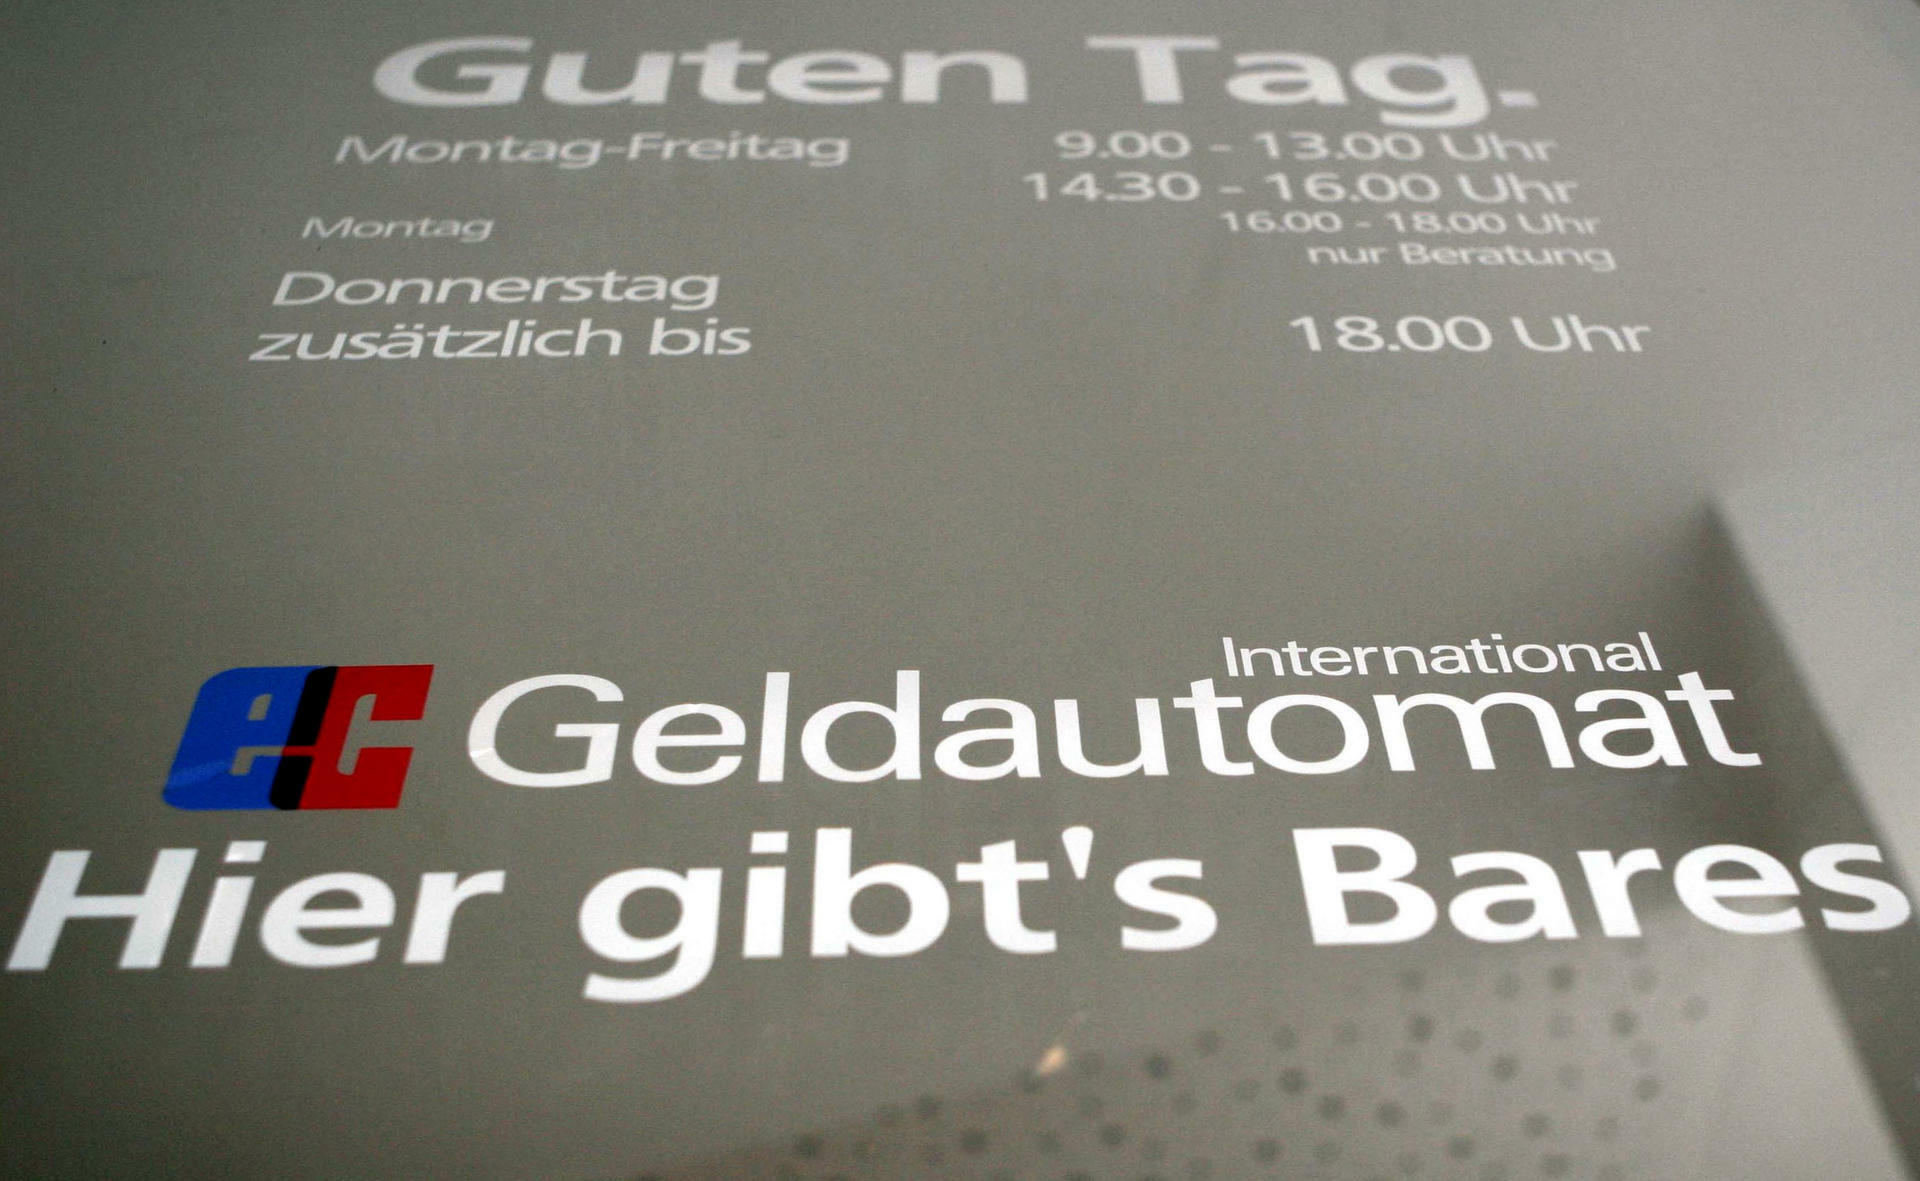 Guten Tag.
Montag-Freitag 9.00 - 13.00 Uhr
14.30 - 16.00 Uhr
Montag 16.00 - 18.00 Uhr
nur Beratung
Donnerstag
zusätzlich bis 18.00 Uhr
International
ec Geldautomat
Hier gibt's Bares